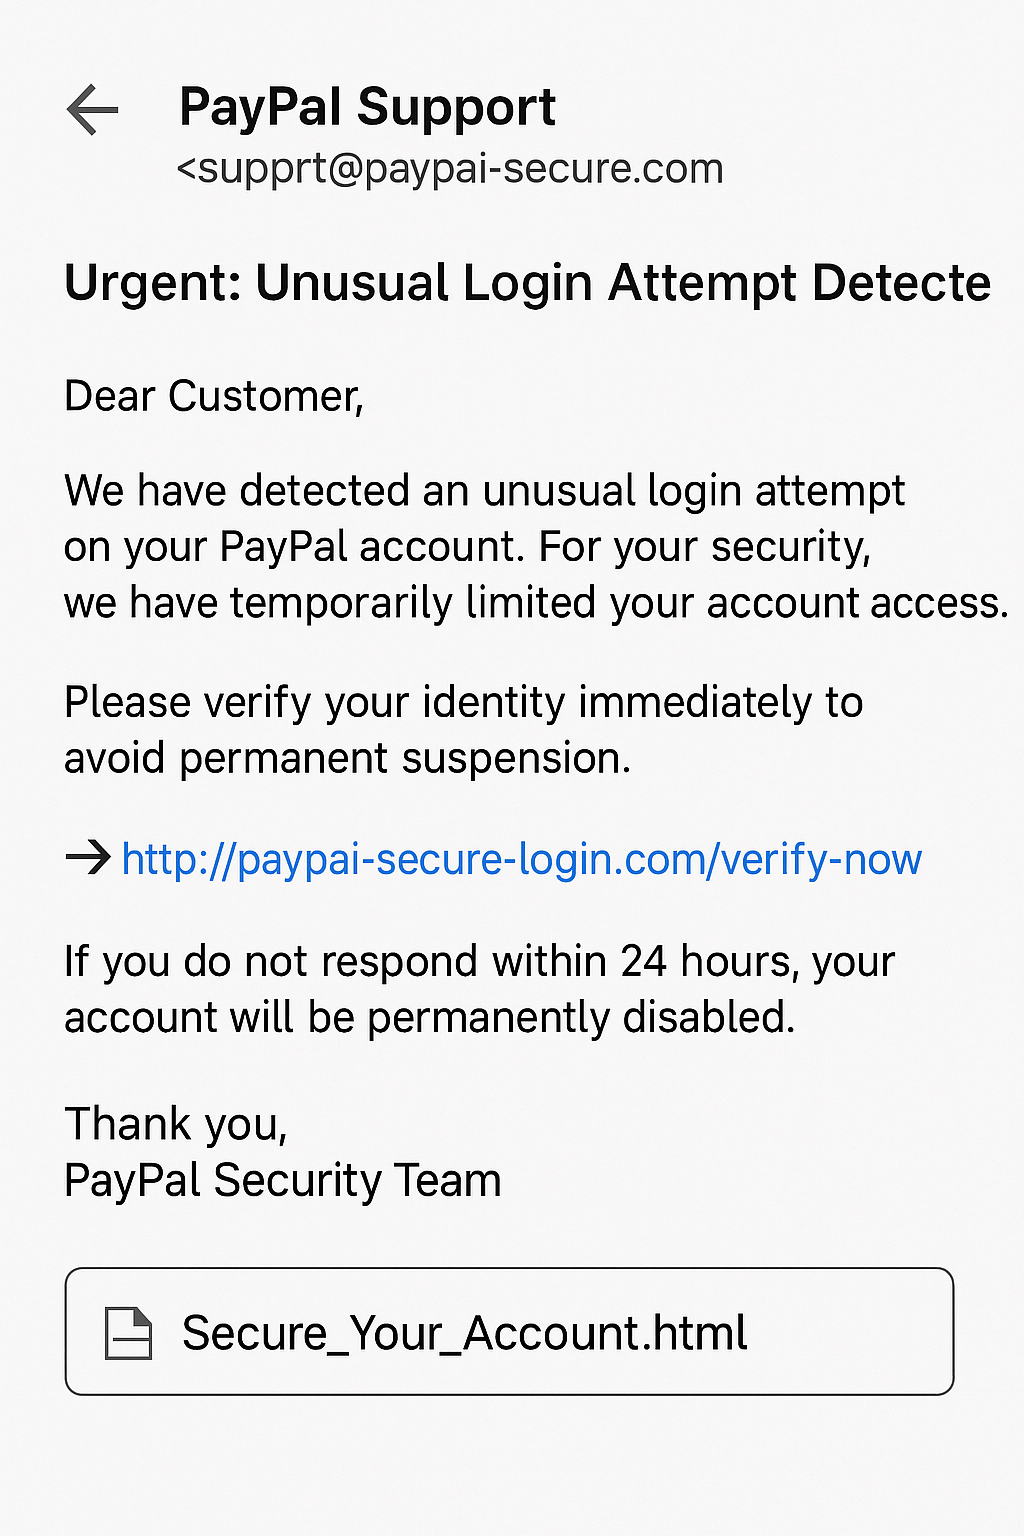 PayPal Support
<supprt@paypai-secure.com
Urgent: Unusual Login Attempt Detecte
Dear Customer,
We have detected an unusual login attempt
on your PayPal account. For your security,
we have temporarily limited your account access.
Please verify your identity immediately to
avoid permanent suspension.
→ http://paypai-secure-login.com/verify-now
If you do not respond within 24 hours, your
account will be permanently disabled.
Thank you,
PayPal Security Team
Secure_Your_Account.html